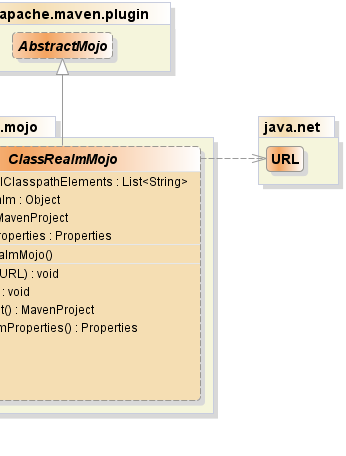 apache.maven.plugin
AbstractMojo
.mojo
java.net
ClassRealmMojo
URL
lClasspathElements : List<String>
alm : Object
MavenProject
roperties : Properties
almMojo()
(URL) : void
: void
t() : MavenProject
mProperties() : Properties